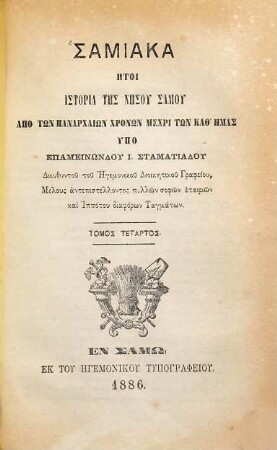 ΣΑΜΙΑΚΑ
ΗΤΟΙ
ΙΣΤΟΡΙΑ ΤΗΣ ΝΗΣΟΥ ΣΑΜΟΥ
ΑΠΟ ΤΩΝ ΠΑΝΑΡΧΑΙΩΝ ΧΡΟΝΩΝ ΜΕΧΡΙ ΤΩΝ ΚΑΘ' ΗΜΑΣ
ΥΠΟ
ΕΠΑΜΕΙΝΩΝΔΟΥ Ι. ΣΤΑΜΑΤΙΑΔΟΥ
Διευθυντοῦ τοῦ Ἡγεμονικοῦ Διοικητικοῦ Γραφείου,
Μέλους ἀντεπιστέλλοντος πολλῶν σοφῶν ἑταιριῶν
καὶ Ἱππότου διαφόρων Ταγμάτων.
ΤΟΜΟΣ ΤΕΤΑΡΤΟΣ.
ΕΝ ΣΑΜΩ,
ΕΚ ΤΟΥ ΗΓΕΜΟΝΙΚΟΥ ΤΥΠΟΓΡΑΦΕΙΟΥ.
1886.